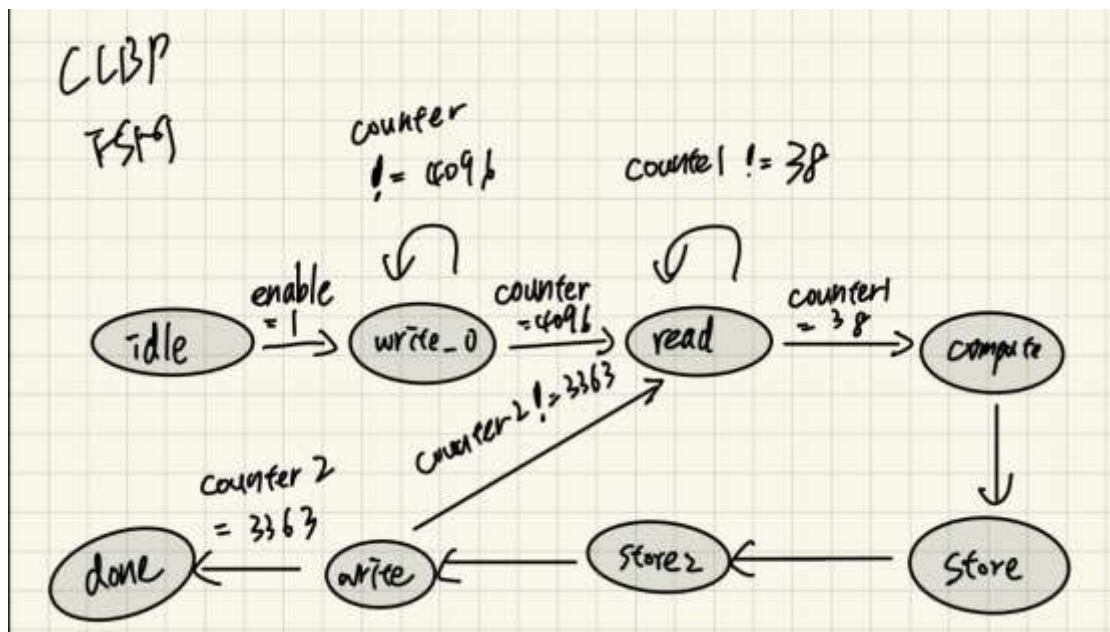 CLBP
FSM
counter
!= 4096
counter1 != 38
enable
= 1
counter
=4096
counter1
= 38
idle
write_0
read
compute
counter2 != 3363
counter 2
= 3363
done
write
store2
store